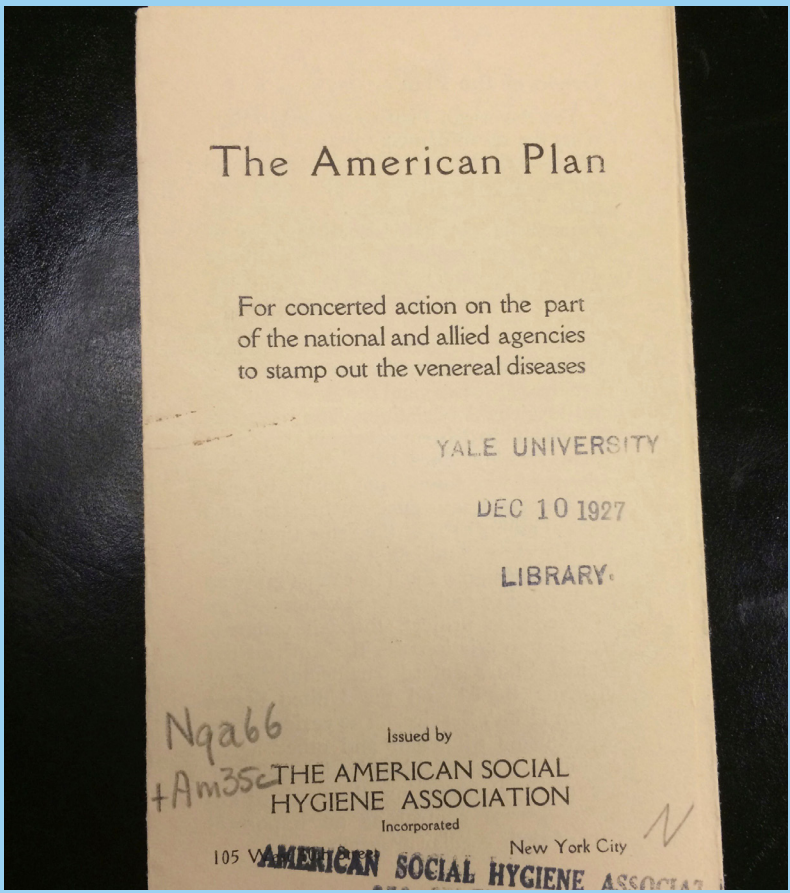 The American Plan
For concerted action on the part
of the national and allied agencies
to stamp out the venereal diseases
YALE UNIVERSITY
DEC 10 1927
LIBRARY
Nqa66
+Am35c
Issued by
THE AMERICAN SOCIAL
HYGIENE ASSOCIATION
Incorporated
N
105 New York City
AMERICAN SOCIAL HYGIENE